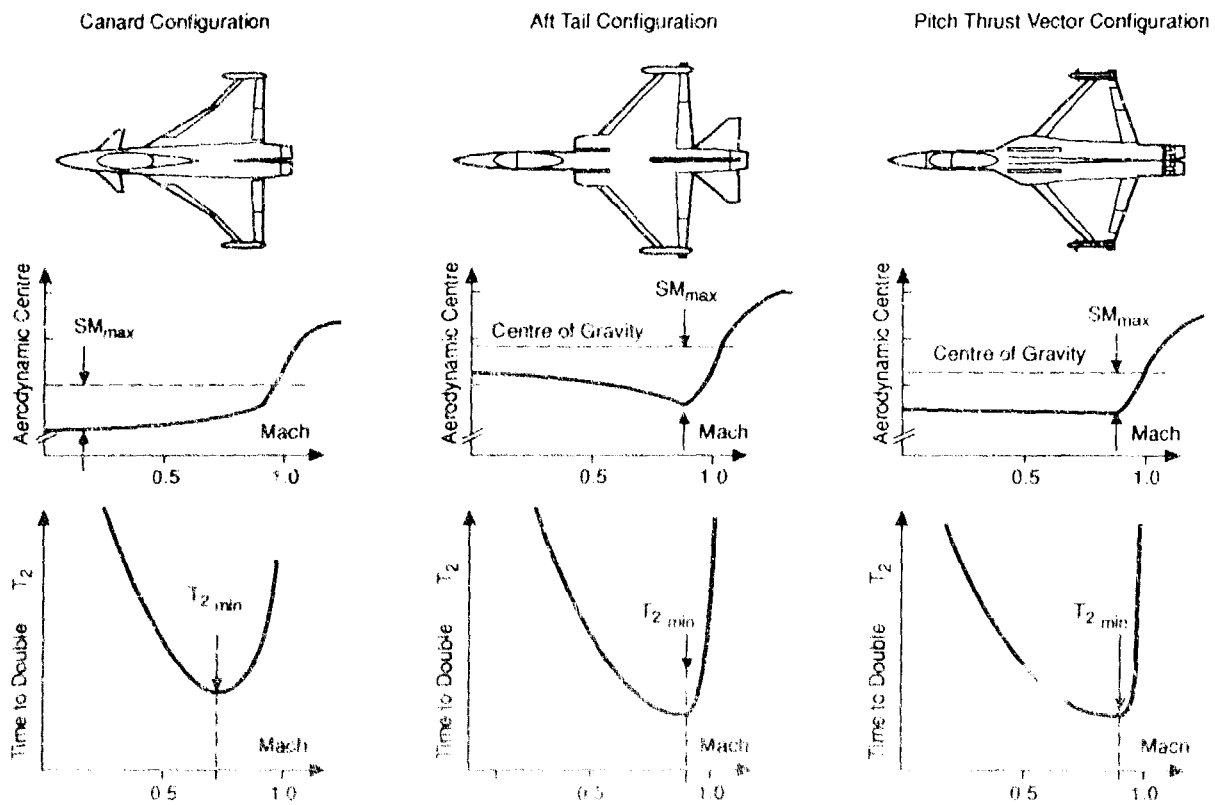 Canard Configuration
Aft Tail Configuration
Pitch Thrust Vector Configuration
Aerodynamic Centre
SMmax
Mach
0.5
1.0
Aerodynamic Centre
SMmax
Centre of Gravity
Mach
0.5
1.0
Aerodynamic Centre
SMmax
Centre of Gravity
Mach
0.5
1.0
Time to Double T2
T2 min
Mach
0.5
1.0
Time to Double T2
T2 min
Mach
0.5
1.0
Time to Double T2
T2 min
Mach
0.5
1.0